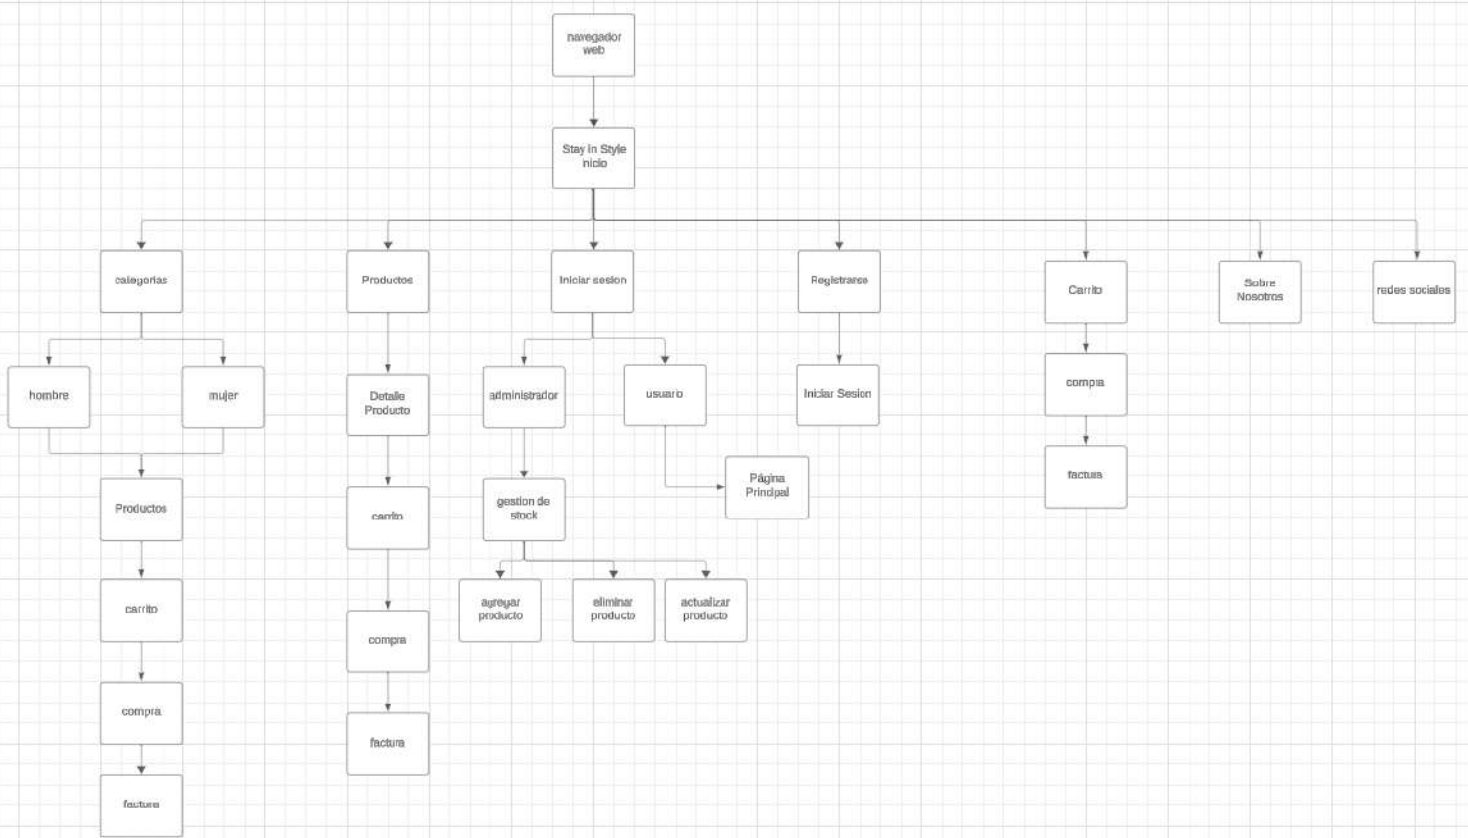 navegador
web
Stay in Style
Inicio
categorias
Productos
Iniciar sesion
Registrarse
Carrito
Sobre
Nosotros
redes sociales
hombre
mujer
Detalle
Producto
administrador
usuario
Iniciar Sesion
compra
Página
Principal
factura
Productos
carrito
gestion de
stock
carrito
agregar
producto
eliminar
producto
actualizar
producto
compra
compra
factura
factura